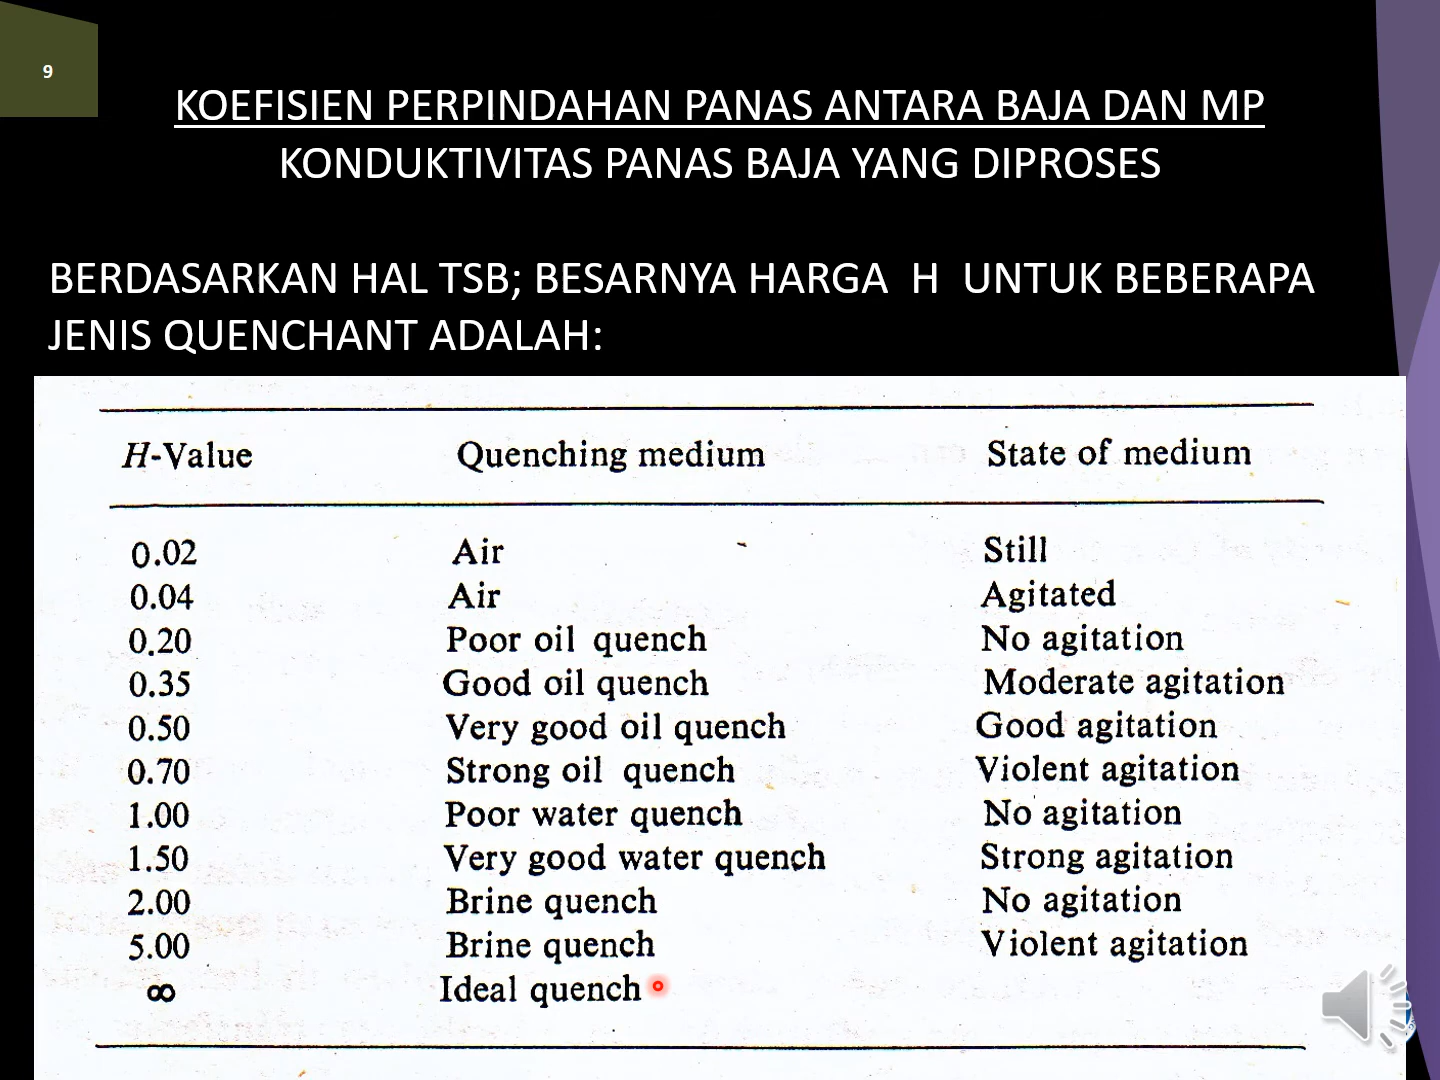 9
KOEFISIEN PERPINDAHAN PANAS ANTARA BAJA DAN MP
KONDUKTIVITAS PANAS BAJA YANG DIPROSES
BERDASARKAN HAL TSB; BESARNYA HARGA H UNTUK BEBERAPA
JENIS QUENCHANT ADALAH:
H-Value Quenching medium State of medium
0.02 Air Still
0.04 Air Agitated
0.20 Poor oil quench No agitation
0.35 Good oil quench Moderate agitation
0.50 Very good oil quench Good agitation
0.70 Strong oil quench Violent agitation
1.00 Poor water quench No agitation
1.50 Very good water quench Strong agitation
2.00 Brine quench No agitation
5.00 Brine quench Violent agitation
∞ Ideal quench